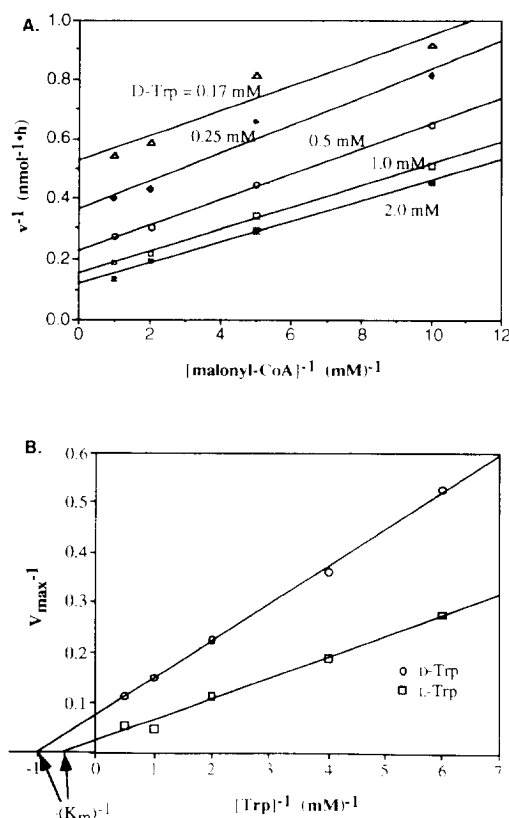 A.
1.0
0.8
0.6
0.4
0.2
0.0
v⁻¹ (nmol⁻¹•h)
D-Trp = 0.17 mM
0.25 mM
0.5 mM
1.0 mM
2.0 mM
0 2 4 6 8 10 12
[malonyl-CoA]⁻¹ (mM)⁻¹
B.
0.6
0.5
0.4
0.3
0.2
0.1
Vmax⁻¹
D-Trp
L-Trp
-1 0 1 2 3 4 5 6 7
(Km)⁻¹
[Trp]⁻¹ (mM)⁻¹